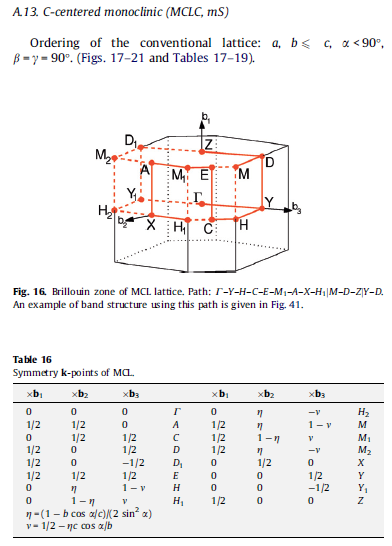 A.13. C-centered monoclinic (MCLC, mS)
Ordering of the conventional lattice: a, b ⩽ c, α < 90°,
β = γ = 90°. (Figs. 17–21 and Tables 17–19).
b₁
D₁
Z
M₂
A
M₁
E
M
D
Y₁
Γ
Y
b₃
H₂
b₂
X
H₁
C
H
Fig. 16. Brillouin zone of MCL lattice. Path: Γ–Y–H–C–E–M₁–A–X–H₁|M–D–Z|Y–D.
An example of band structure using this path is given in Fig. 41.
Table 16
Symmetry k-points of MCL.
×b₁ ×b₂ ×b₃ ×b₁ ×b₂ ×b₃
0 0 0 Γ 0 η −ν H₂
1/2 1/2 0 A 1/2 η 1 − ν M
0 1/2 1/2 C 1/2 1 − η ν M₁
1/2 0 1/2 D 1/2 η −ν M₂
1/2 0 −1/2 D₁ 0 1/2 0 X
1/2 1/2 1/2 E 0 0 1/2 Y
0 η 1 − ν H 0 0 −1/2 Y₁
0 1 − η ν H₁ 1/2 0 0 Z
η = (1 − b cos α/c)/(2 sin² α)
ν = 1/2 − ηc cos α/b